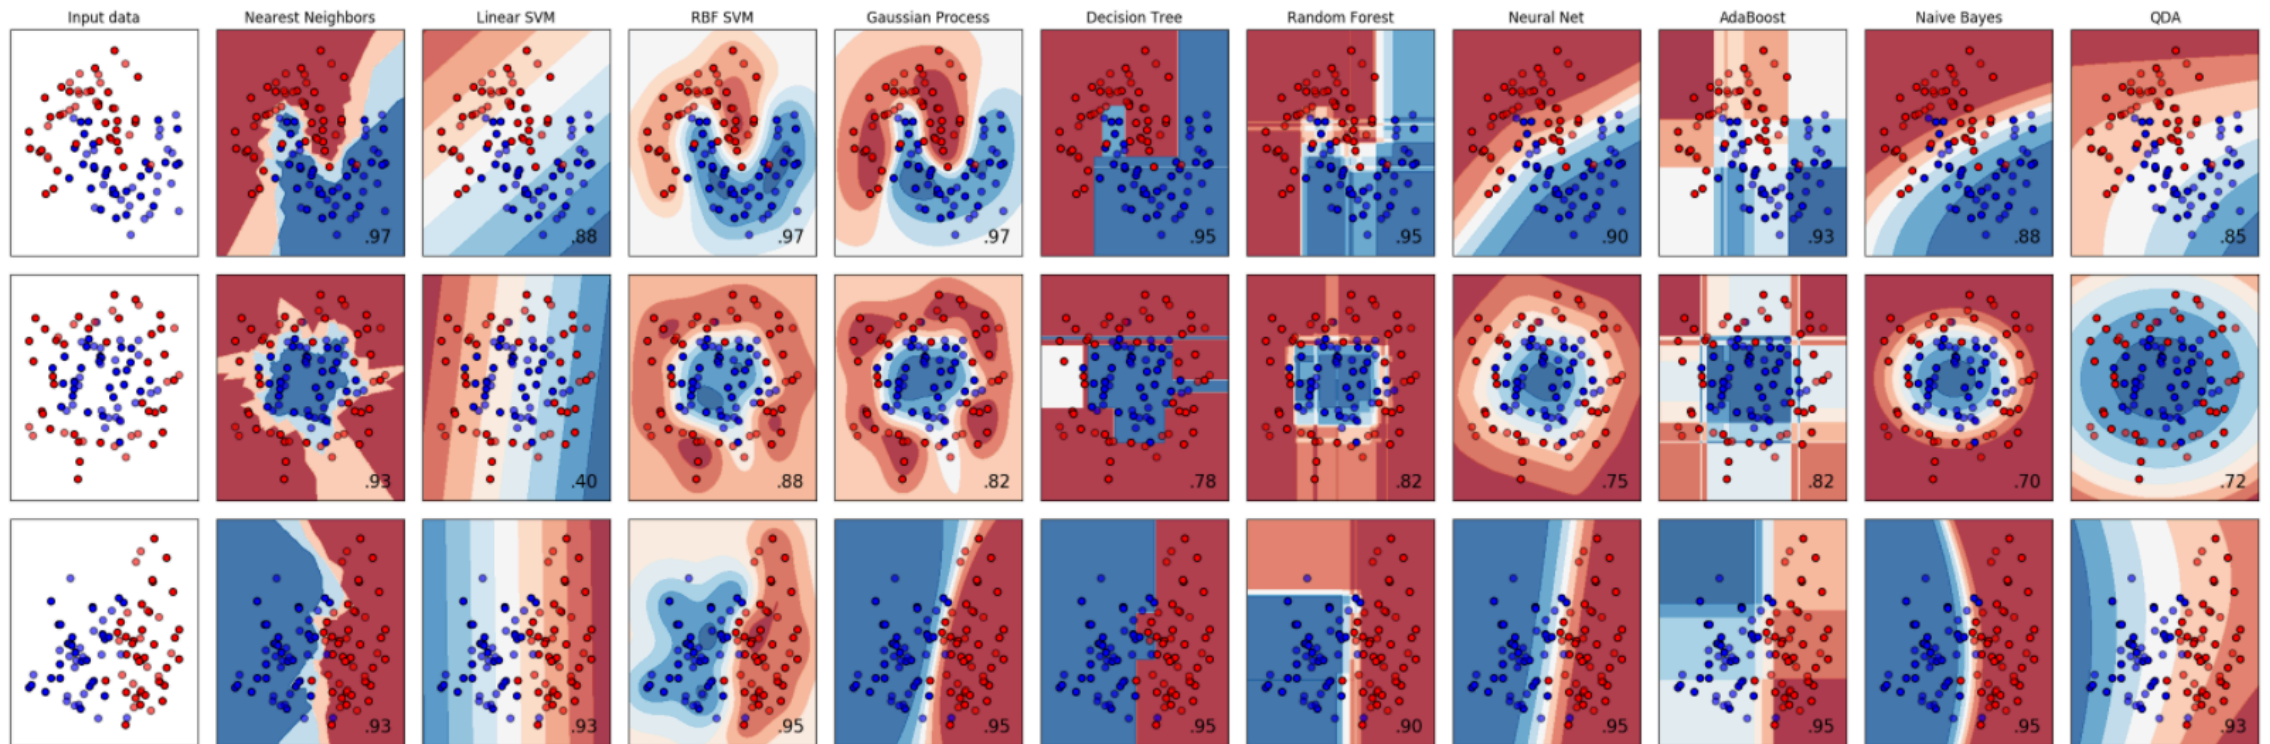 Input data Nearest Neighbors Linear SVM RBF SVM Gaussian Process Decision Tree Random Forest Neural Net AdaBoost Naive Bayes QDA
.97 .88 .97 .97 .95 .95 .90 .93 .88 .85
.93 .40 .88 .82 .78 .82 .75 .82 .70 .72
.93 .93 .95 .95 .95 .90 .95 .95 .95 .93